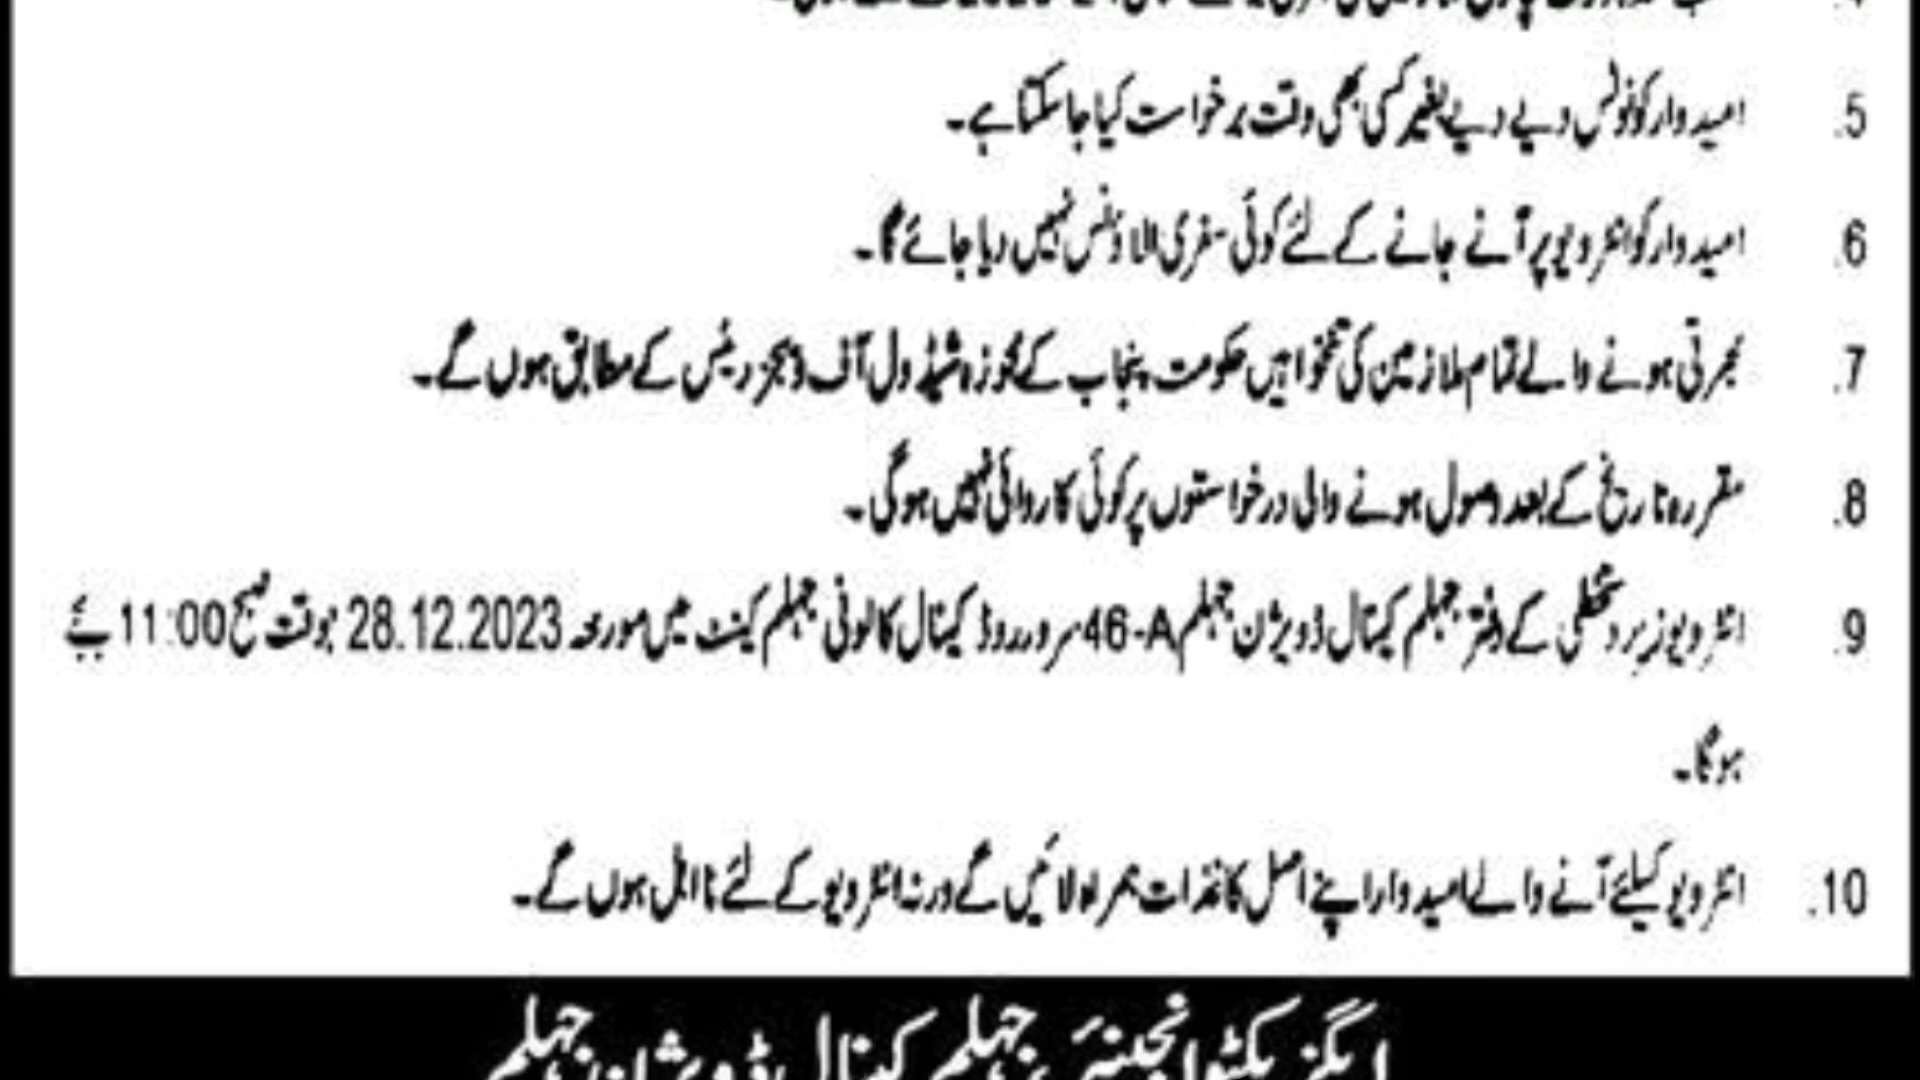 5. امیدوار کو نوٹس دیے دیے بغیر کسی بھی وقت برخواست کیا جاسکتا ہے۔
6. امیدوار کو انٹرویو پر آنے جانے کے لئے کوئی سفری الاؤنس نہیں دیا جائے گا۔
7. بھرتی ہونے والے تمام ملازمین کی تنخواہیں حکومت پنجاب کے مجوزہ شیڈول آف ویجز ریٹس کے مطابق ہوں گے۔
8. مقررہ تاریخ کے بعد وصول ہونے والی درخواستوں پر کوئی کاروائی نہیں ہوگی۔
9. انٹرویو زیر دستخطی کے دفتر جہلم کینال ڈویژن جہلم 46-A سرور روڈ کینال کالونی جہلم کینٹ میں مورخہ 28.12.2023 بوقت صبح 11:00 بجے
ہوگا۔
10. انٹرویو کیلئے آنے والے امیدوار اپنے اصل کاغذات ہمراہ لائیں گے ورنہ انٹرویو کے لئے نااہل ہوں گے۔
ایگزیکٹو انجینئر جہلم کینال ڈویژن جہلم